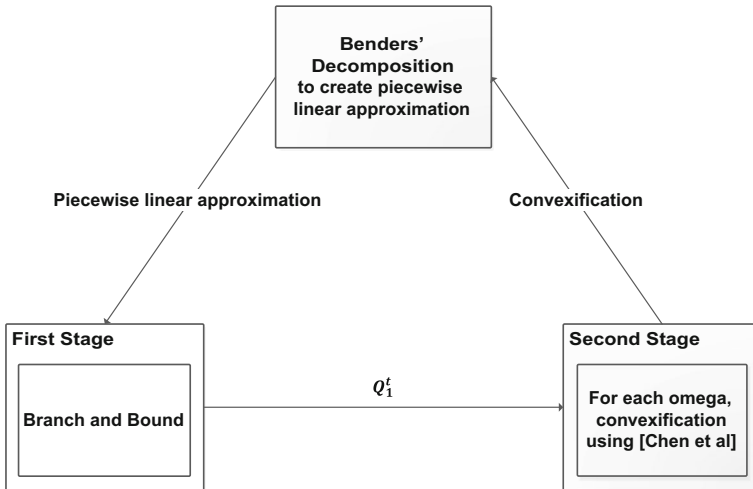 Benders'
Decomposition
to create piecewise
linear approximation
Piecewise linear approximation
Convexification
First Stage
Second Stage
Branch and Bound
Q₁ᵗ
For each omega,
convexification
using [Chen et al]